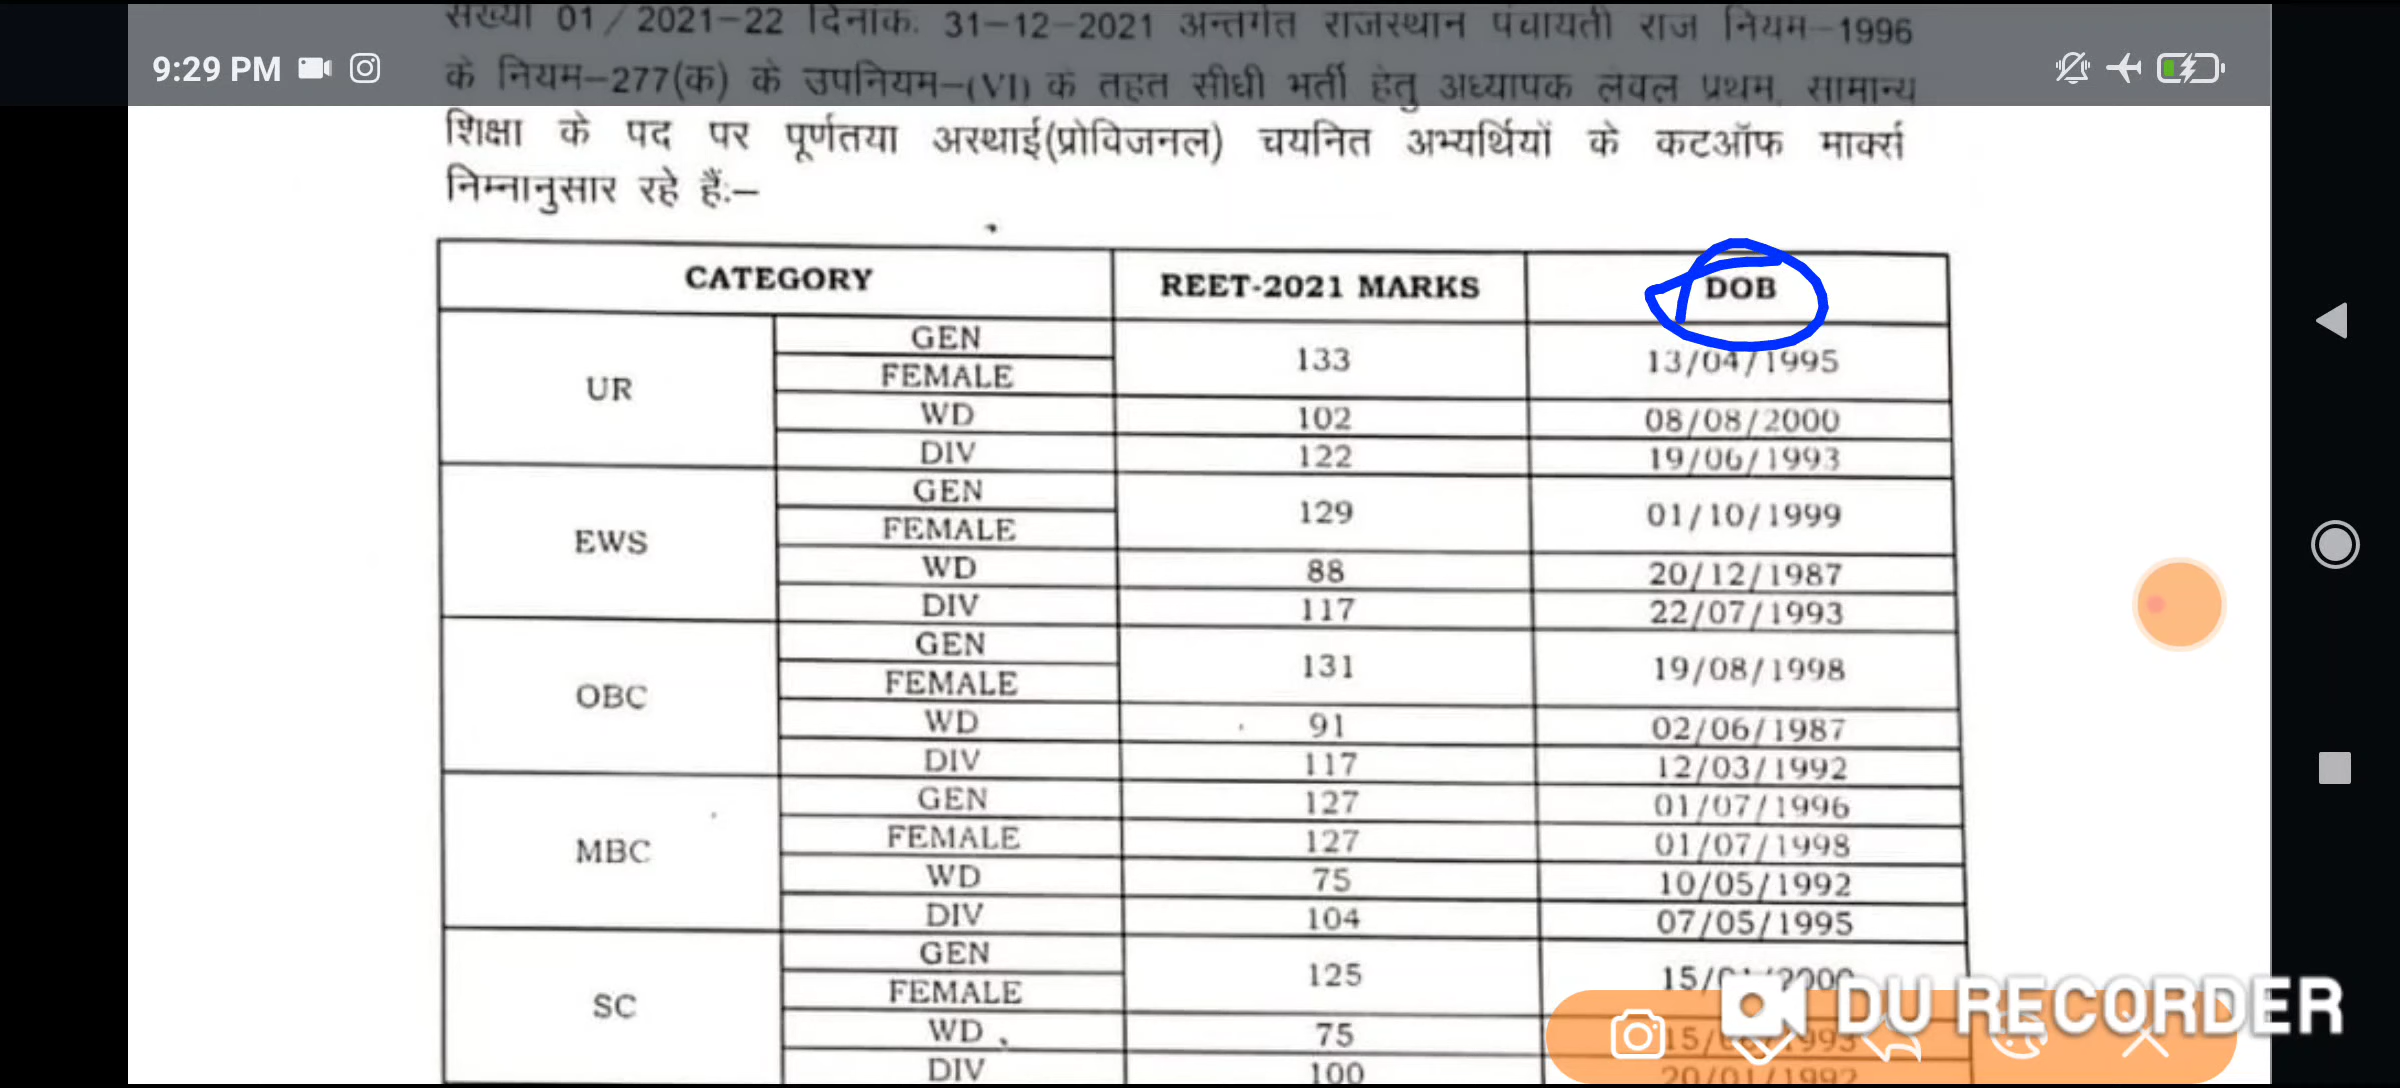 संख्या 01/2021-22 दिनांक. 31-12-2021 अन्तर्गत राजस्थान पंचायती राज नियम-1996
9:29 PM
के नियम-277(क) के उपनियम-(VI) के तहत सीधी भर्ती हेतु अध्यापक लेवल प्रथम, सामान्य
शिक्षा के पद पर पूर्णतया अस्थाई(प्रोविजनल) चयनित अभ्यर्थियों के कटऑफ मार्क्स
निम्नानुसार रहे हैं:-
CATEGORY REET-2021 MARKS DOB
UR GEN 133 13/04/1995
FEMALE
WD 102 08/08/2000
DIV 122 19/06/1993
EWS GEN 129 01/10/1999
FEMALE
WD 88 20/12/1987
DIV 117 22/07/1993
OBC GEN 131 19/08/1998
FEMALE
WD 91 02/06/1987
DIV 117 12/03/1992
MBC GEN 127 01/07/1996
FEMALE 127 01/07/1998
WD 75 10/05/1992
DIV 104 07/05/1995
SC GEN 125
FEMALE
WD 75
DIV 100 20/01/1992
DU RECORDER